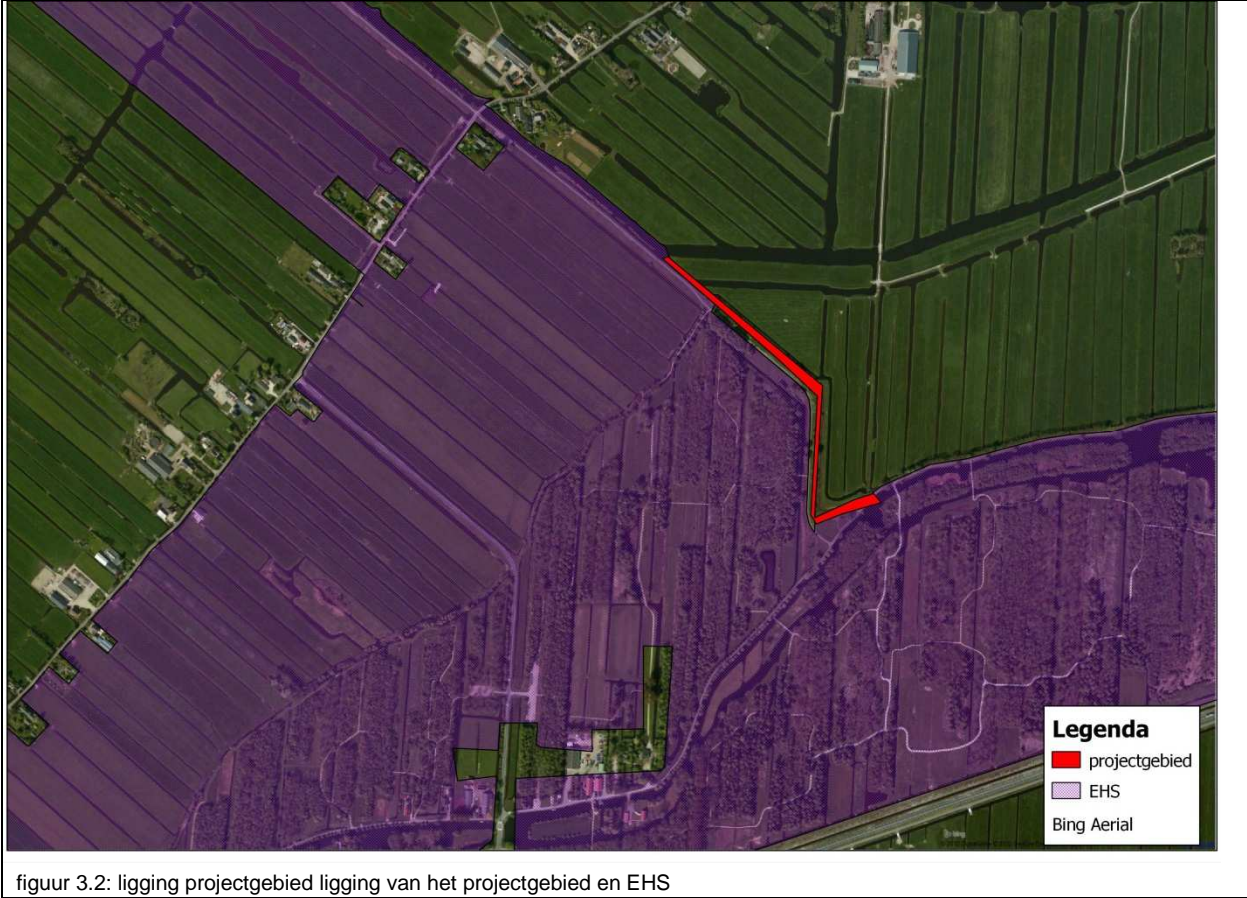 Legenda
projectgebied
EHS
Bing Aerial
figuur 3.2: ligging projectgebied ligging van het projectgebied en EHS